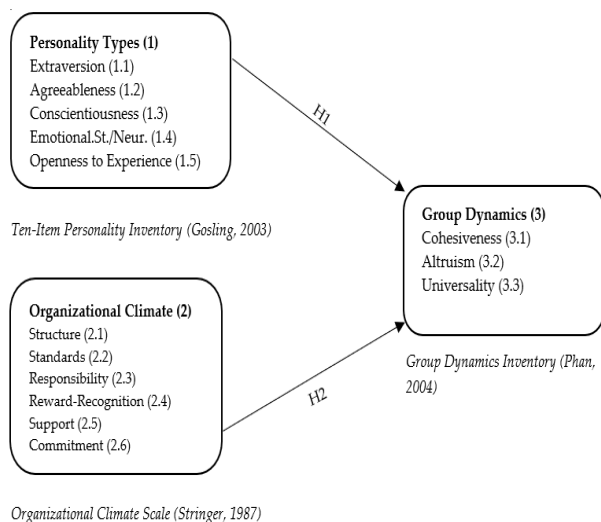 Personality Types (1)
Extraversion (1.1)
Agreeableness (1.2)
Conscientiousness (1.3)
Emotional.St./Neur. (1.4)
Openness to Experience (1.5)
Ten-Item Personality Inventory (Gosling, 2003)
H1
Group Dynamics (3)
Cohesiveness (3.1)
Altruism (3.2)
Universality (3.3)
Group Dynamics Inventory (Phan,
2004)
Organizational Climate (2)
Structure (2.1)
Standards (2.2)
Responsibility (2.3)
Reward-Recognition (2.4)
Support (2.5)
Commitment (2.6)
H2
Organizational Climate Scale (Stringer, 1987)